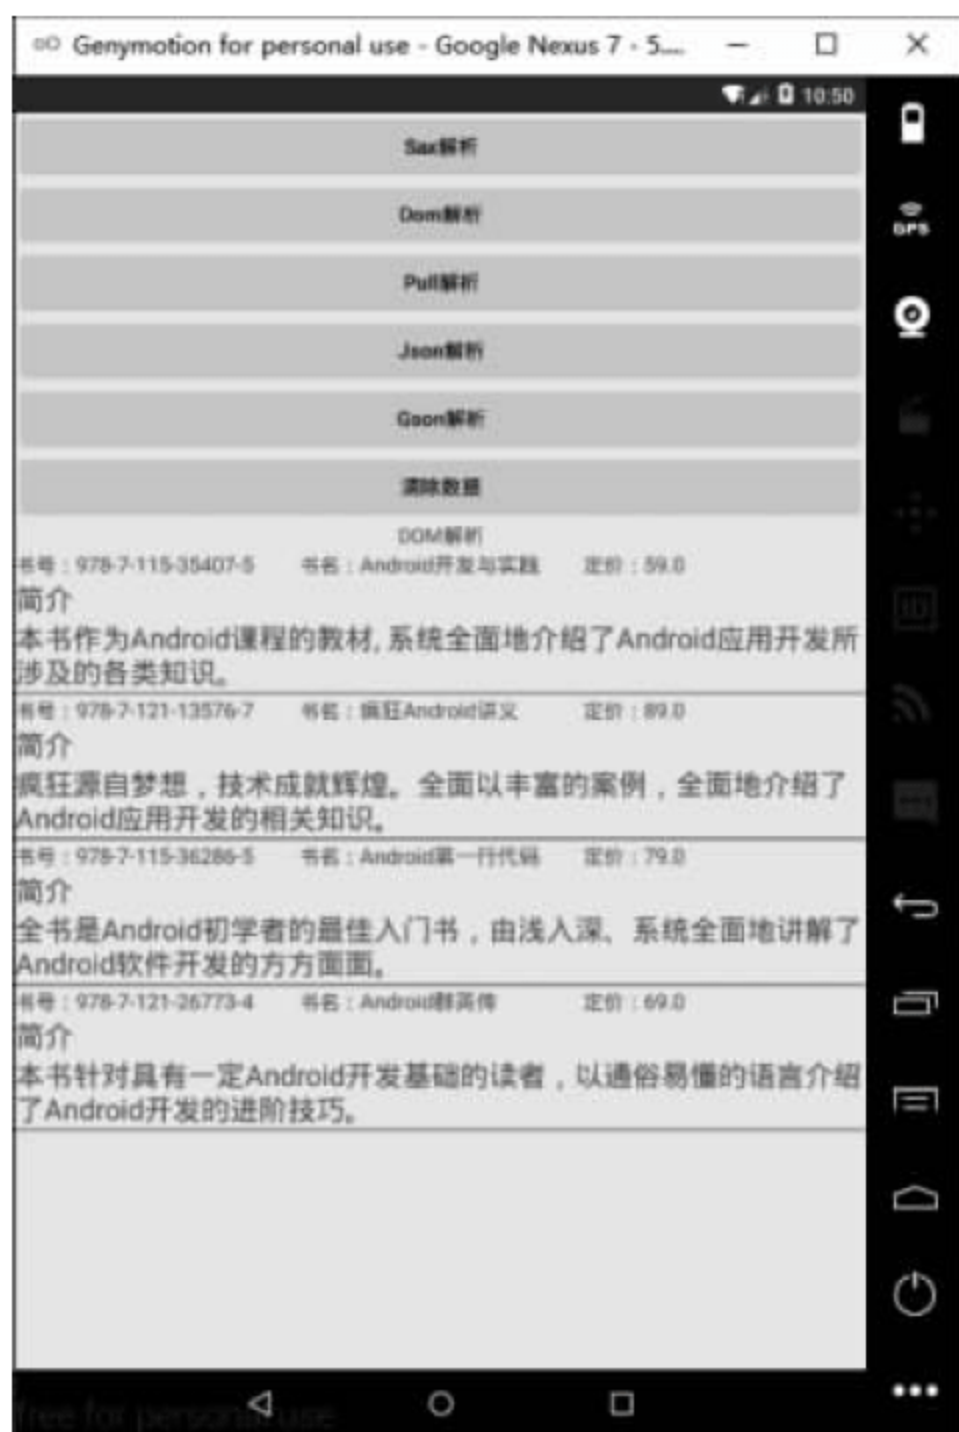 Genymotion for personal use - Google Nexus 7 - 5....
10:50
Sax解析
GPS
Dom解析
Pull解析
Json解析
Gson解析
清除数据
DOM解析
书号：978-7-115-35407-5 书名：Android开发与实践 定价：59.0
简介
本书作为Android课程的教材,系统全面地介绍了Android应用开发所
涉及的各类知识。
书号：978-7-121-13576-7 书名：疯狂Android讲义 定价：89.0
简介
疯狂源自梦想，技术成就辉煌。全面以丰富的案例，全面地介绍了
Android应用开发的相关知识。
书号：978-7-115-36286-5 书名：Android第一行代码 定价：79.0
简介
全书是Android初学者的最佳入门书，由浅入深、系统全面地讲解了
Android软件开发的方方面面。
书号：978-7-121-26773-4 书名：Android群英传 定价：69.0
简介
本书针对具有一定Android开发基础的读者，以通俗易懂的语言介绍
了Android开发的进阶技巧。
free for personal use
ID